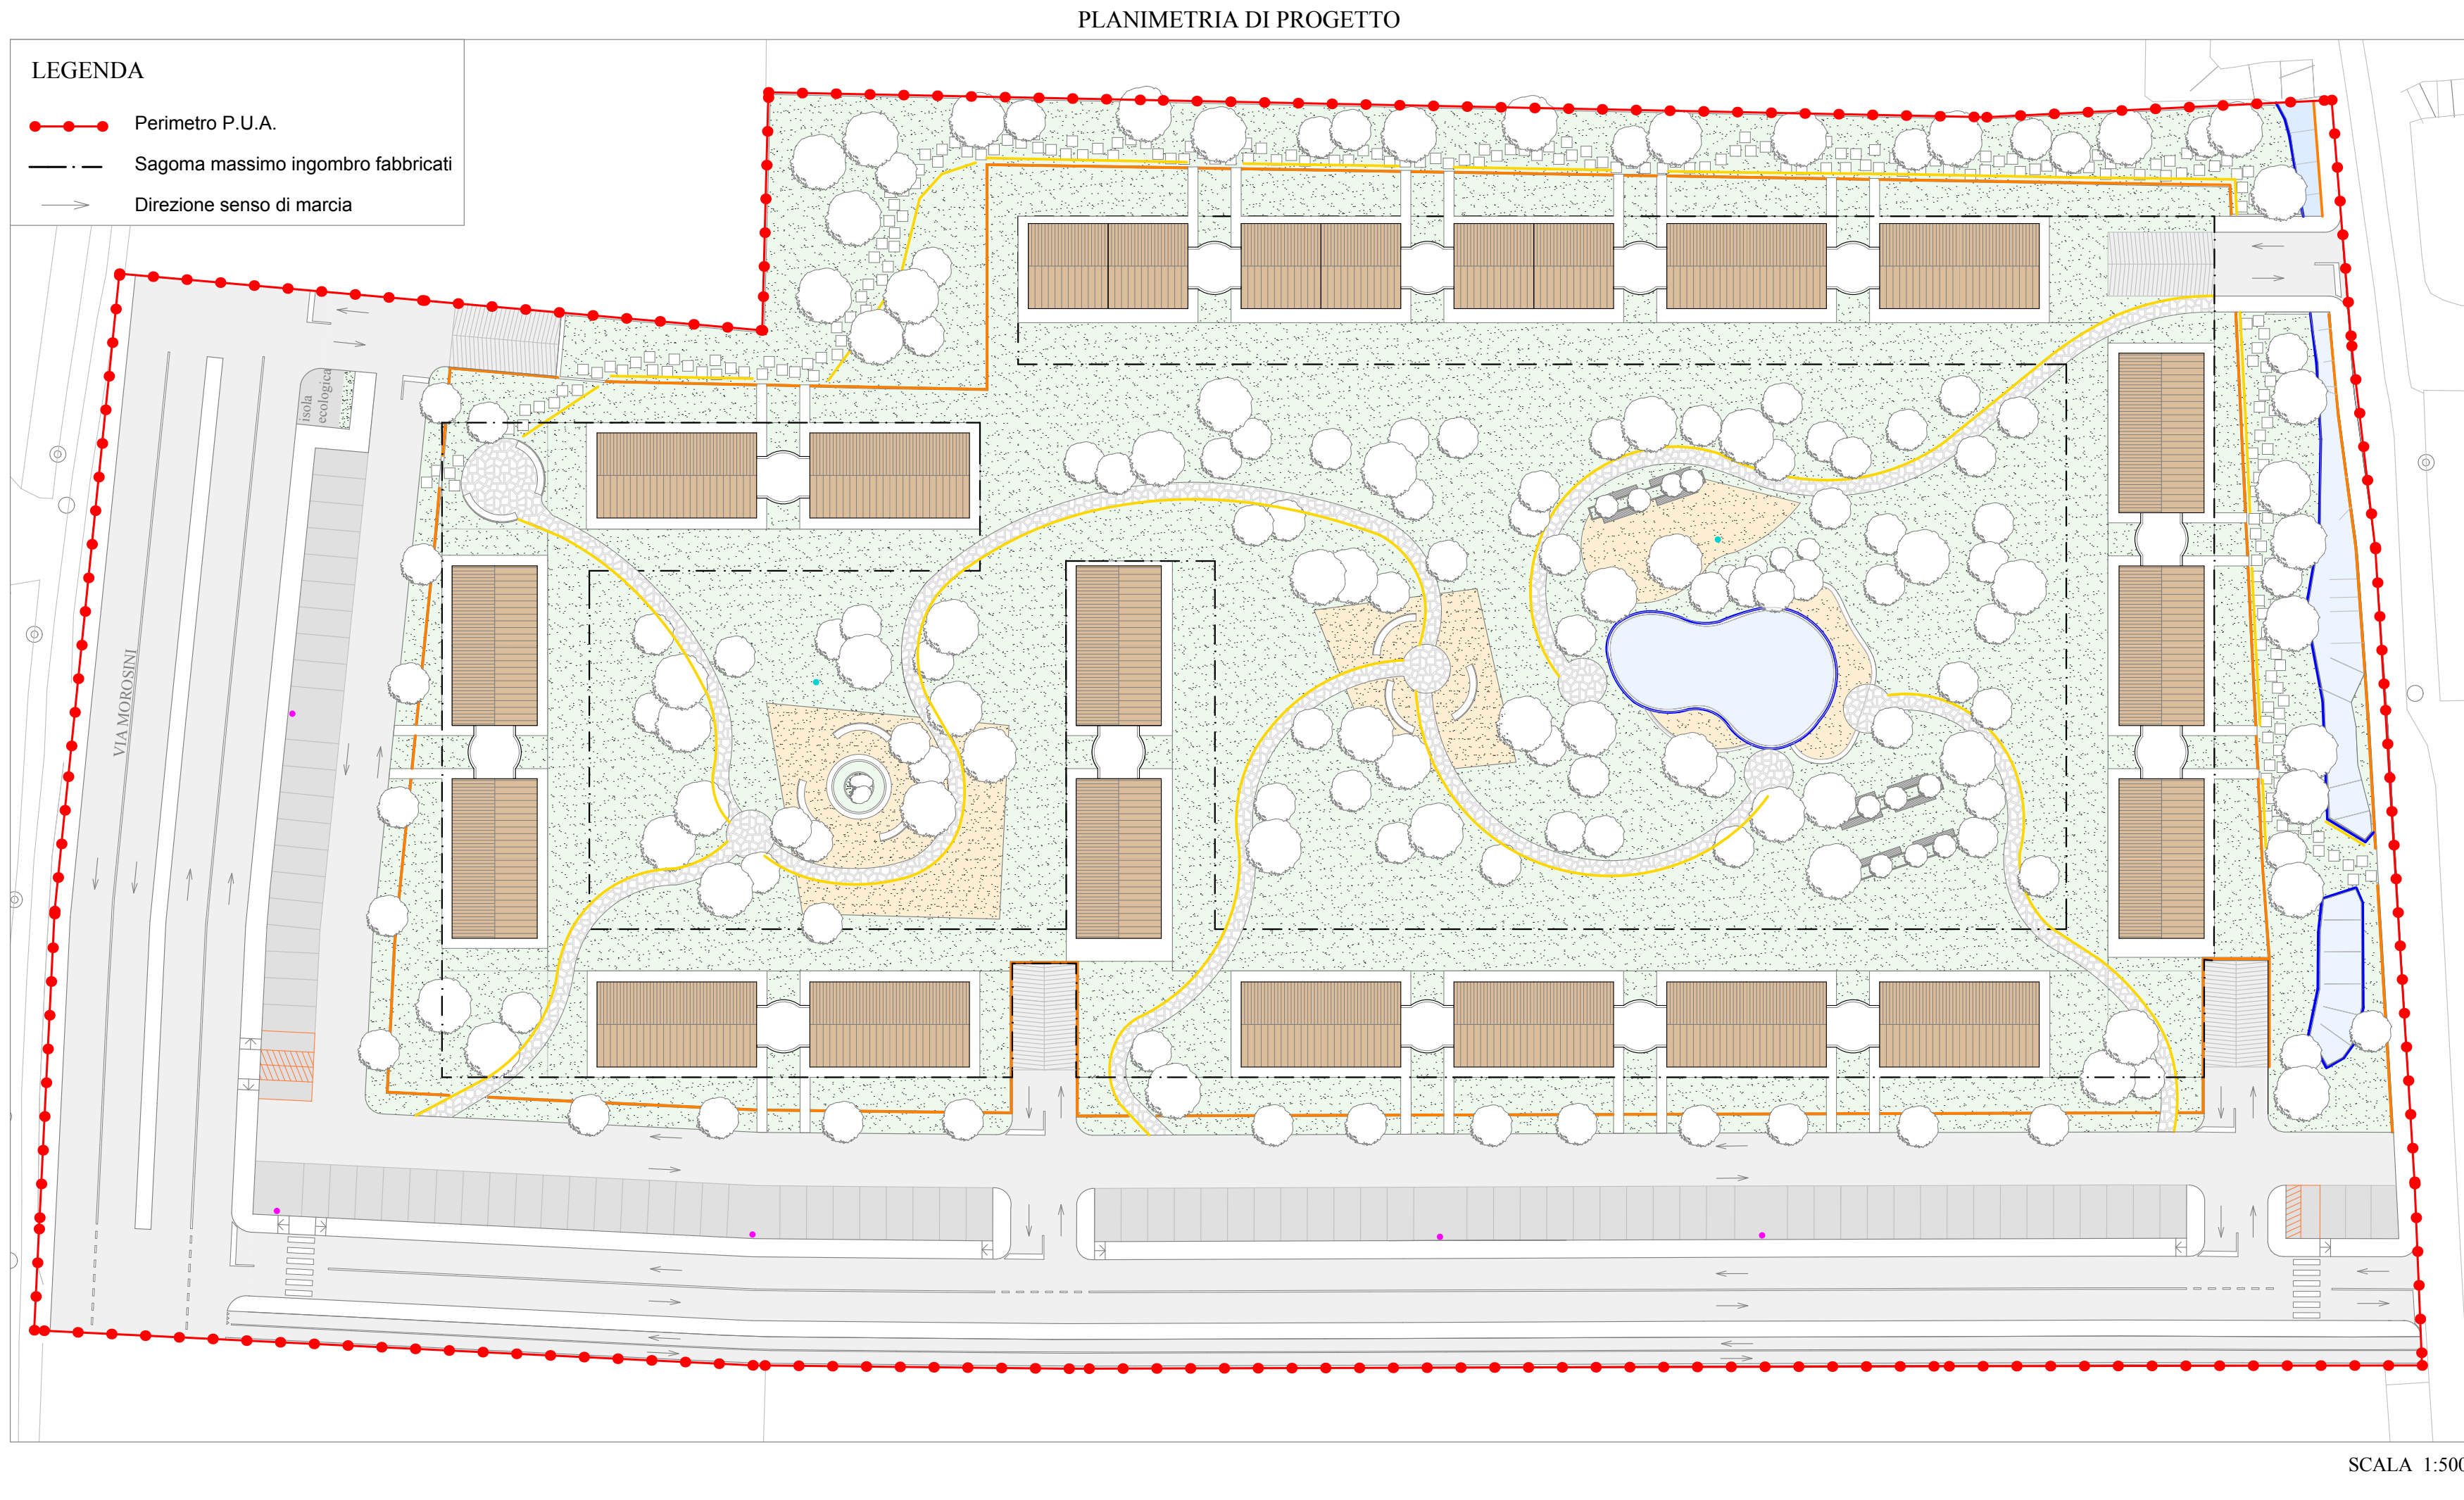 PLANIMETRIA DI PROGETTO
LEGENDA
Perimetro P.U.A.
Sagoma massimo ingombro fabbricati
Direzione senso di marcia
isola
ecologica
VIA MOROSINI
SCALA 1:500